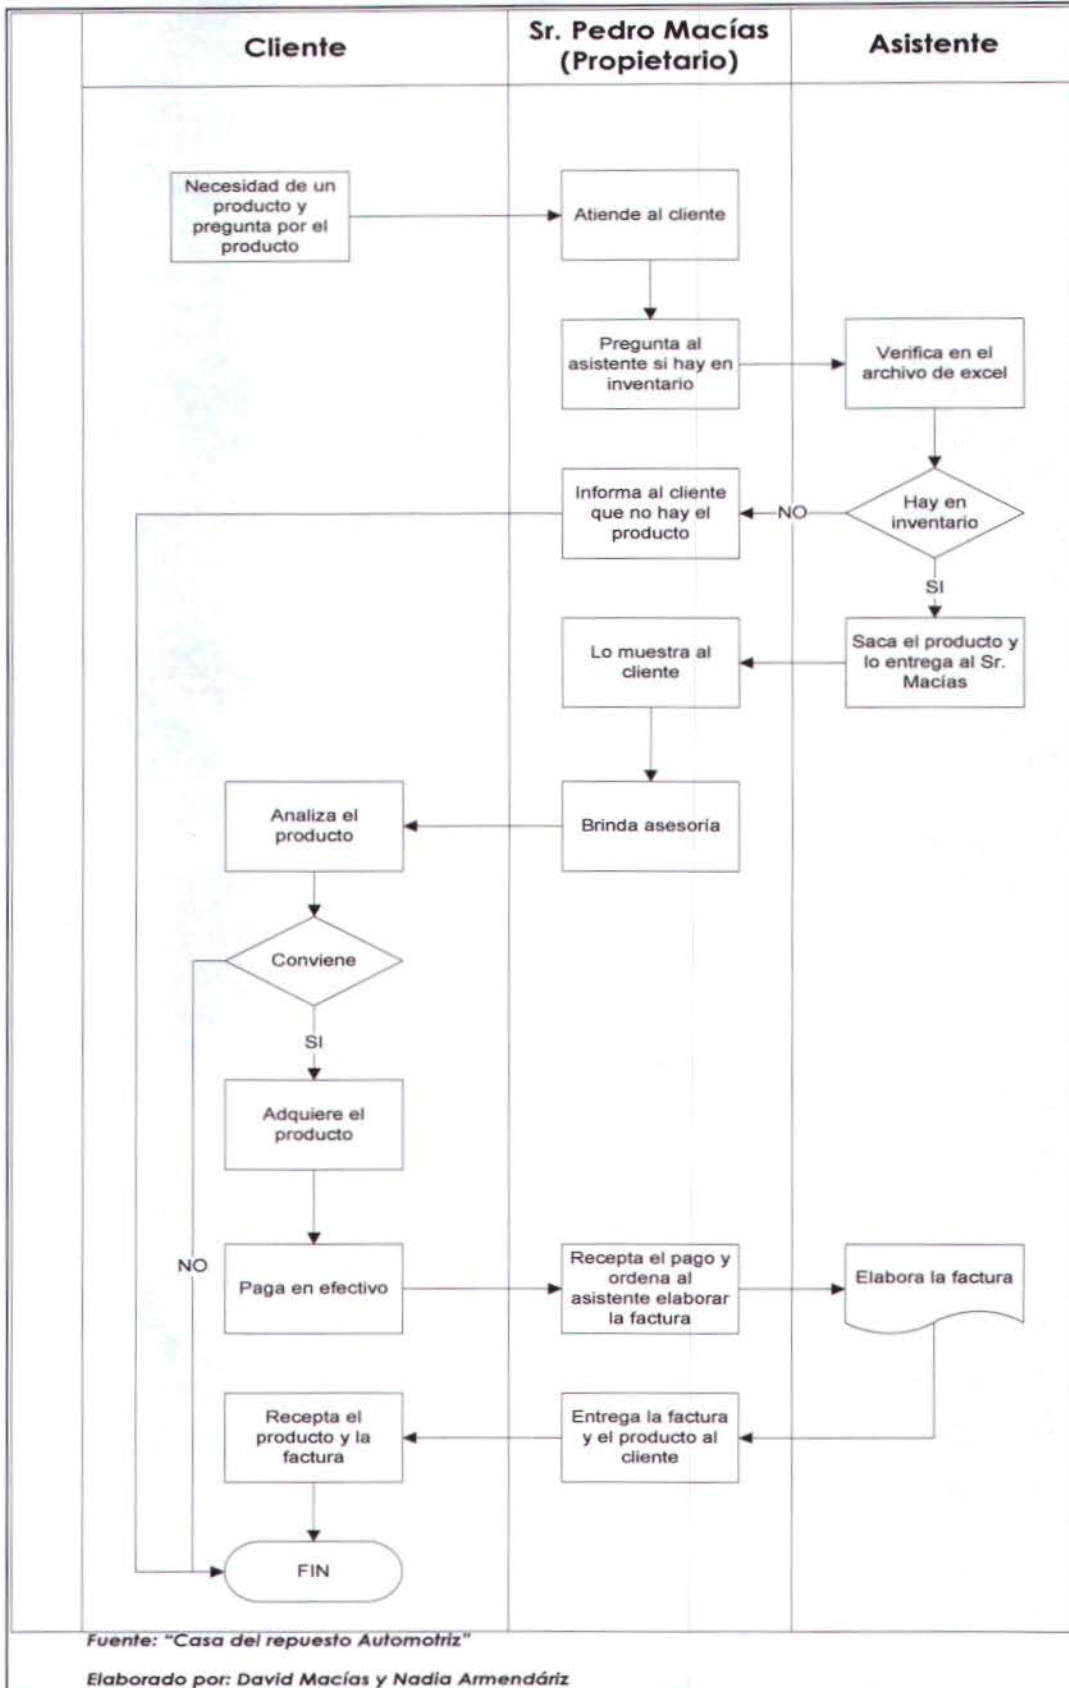 Cliente
Sr. Pedro Macías
(Propietario)
Asistente
Necesidad de un
producto y
pregunta por el
producto
Atiende al cliente
Pregunta al
asistente si hay en
inventario
Verifica en el
archivo de excel
Hay en
inventario
NO
Informa al cliente
que no hay el
producto
SI
Saca el producto y
lo entrega al Sr.
Macías
Lo muestra al
cliente
Brinda asesoría
Analiza el
producto
Conviene
SI
Adquiere el
producto
NO
Paga en efectivo
Recepta el pago y
ordena al
asistente elaborar
la factura
Elabora la factura
Entrega la factura
y el producto al
cliente
Recepta el
producto y la
factura
FIN
Fuente: "Casa del repuesto Automotriz"
Elaborado por: David Macías y Nadia Armendáriz